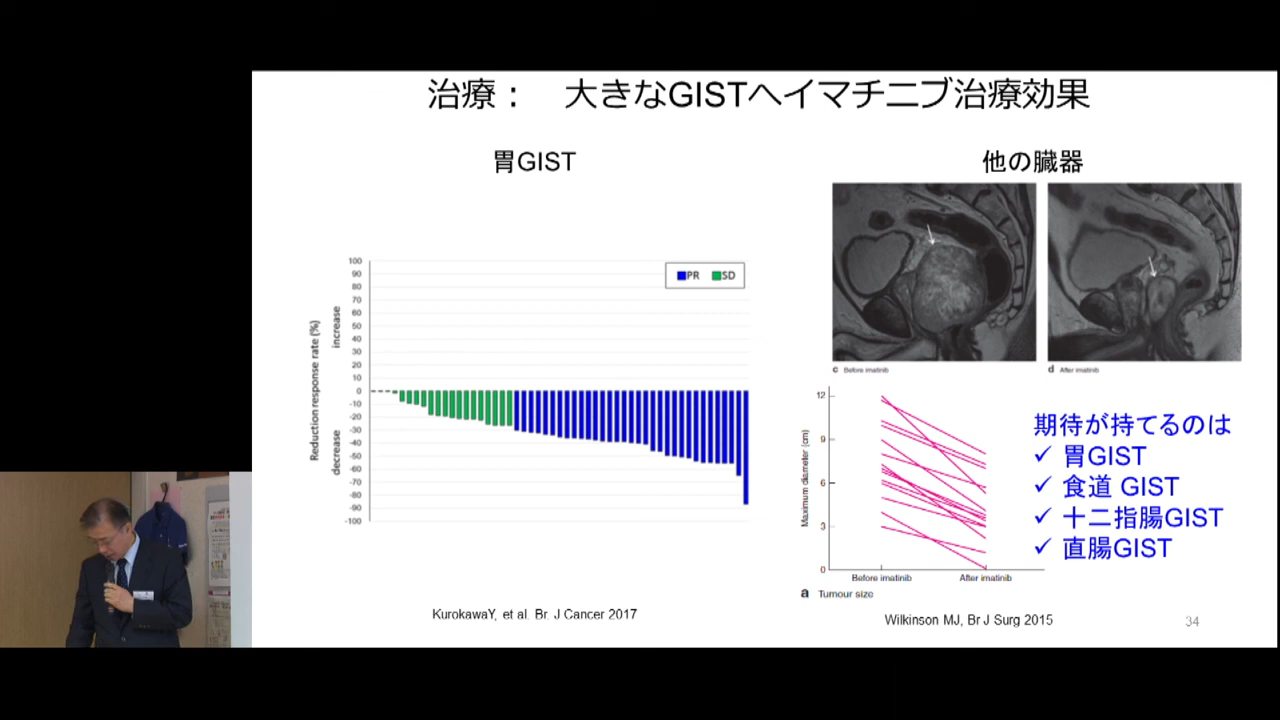 治療： 大きなGISTへイマチニブ治療効果
胃GIST
100
90
80
70
60
50
40
30
20
10
0
-10
-20
-30
-40
-50
-60
-70
-80
-90
-100
Reduction response rate (%)
decrease increase
PR SD
KurokawaY, et al. Br. J Cancer 2017
他の臓器
c Before imatinib
d After imatinib
12
9
6
3
0
Maximum diameter (cm)
Before imatinib After imatinib
a Tumour size
期待が持てるのは
✓ 胃GIST
✓ 食道 GIST
✓ 十二指腸GIST
✓ 直腸GIST
Wilkinson MJ, Br J Surg 2015
34